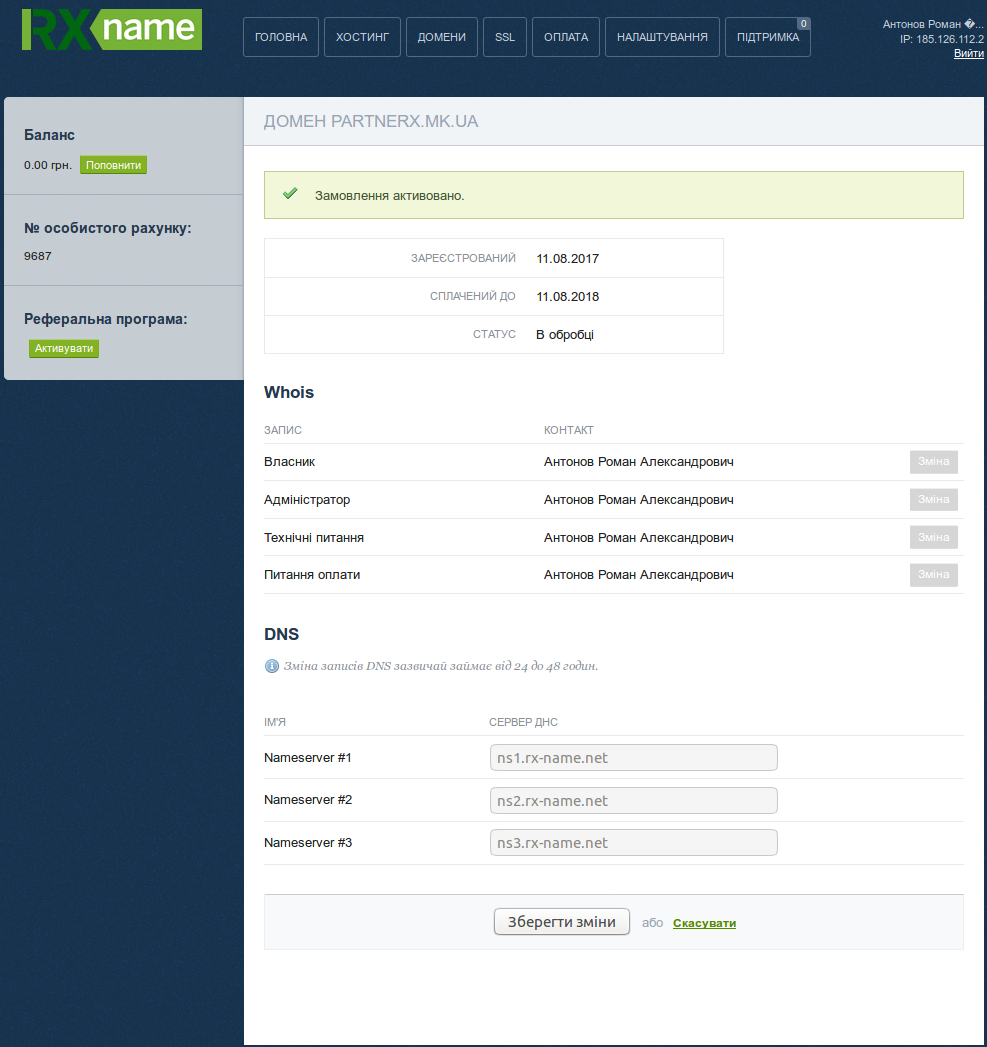 RXname
ГОЛОВНА ХОСТИНГ ДОМЕНИ SSL ОПЛАТА НАЛАШТУВАННЯ ПІДТРИМКА 0
Антонов Роман �...
IP: 185.126.112.2
Вийти
Баланс
0.00 грн. Поповнити
№ особистого рахунку:
9687
Реферальна програма:
Активувати
ДОМЕН PARTNERX.MK.UA
Замовлення активовано.
ЗАРЕЄСТРОВАНИЙ 11.08.2017
СПЛАЧЕНИЙ ДО 11.08.2018
СТАТУС В обробці
Whois
ЗАПИС КОНТАКТ
Власник Антонов Роман Александрович Зміна
Адміністратор Антонов Роман Александрович Зміна
Технічні питання Антонов Роман Александрович Зміна
Питання оплати Антонов Роман Александрович Зміна
DNS
Зміна записів DNS зазвичай займає від 24 до 48 годин.
ІМ'Я СЕРВЕР ДНС
Nameserver #1 ns1.rx-name.net
Nameserver #2 ns2.rx-name.net
Nameserver #3 ns3.rx-name.net
Зберегти зміни або Скасувати